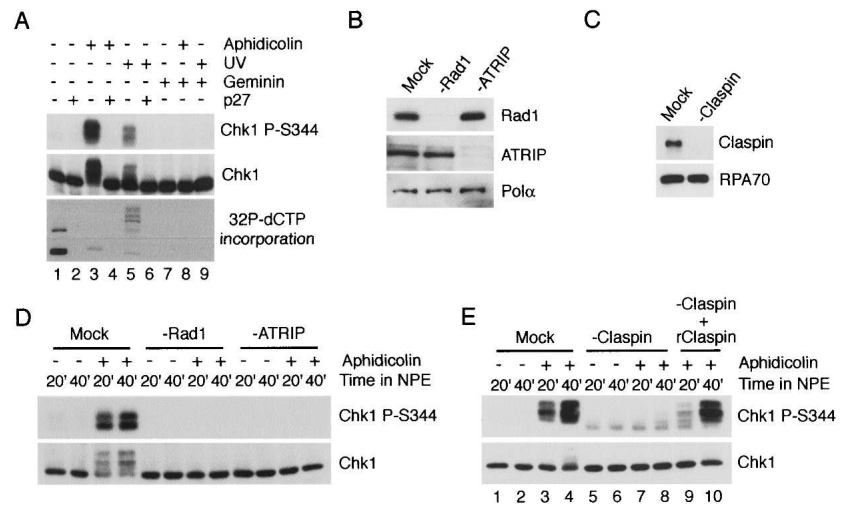 A
- - + + - - - + - Aphidicolin
- - - - + + - - + UV
- - - - - - + + + Geminin
- + - + - + - - - p27
Chk1 P-S344
Chk1
32P-dCTP
incorporation
1 2 3 4 5 6 7 8 9
B
Mock -Rad1 -ATRIP
Rad1
ATRIP
Polα
C
Mock -Claspin
Claspin
RPA70
D
Mock -Rad1 -ATRIP
- - + + - - + + - - + + Aphidicolin
20' 40' 20' 40' 20' 40' 20' 40' 20' 40' 20' 40' Time in NPE
Chk1 P-S344
Chk1
E
-Claspin
+
Mock -Claspin rClaspin
- - + + - - + + + + Aphidicolin
20' 40' 20' 40' 20' 40' 20' 40' 20' 40' Time in NPE
Chk1 P-S344
Chk1
1 2 3 4 5 6 7 8 9 10